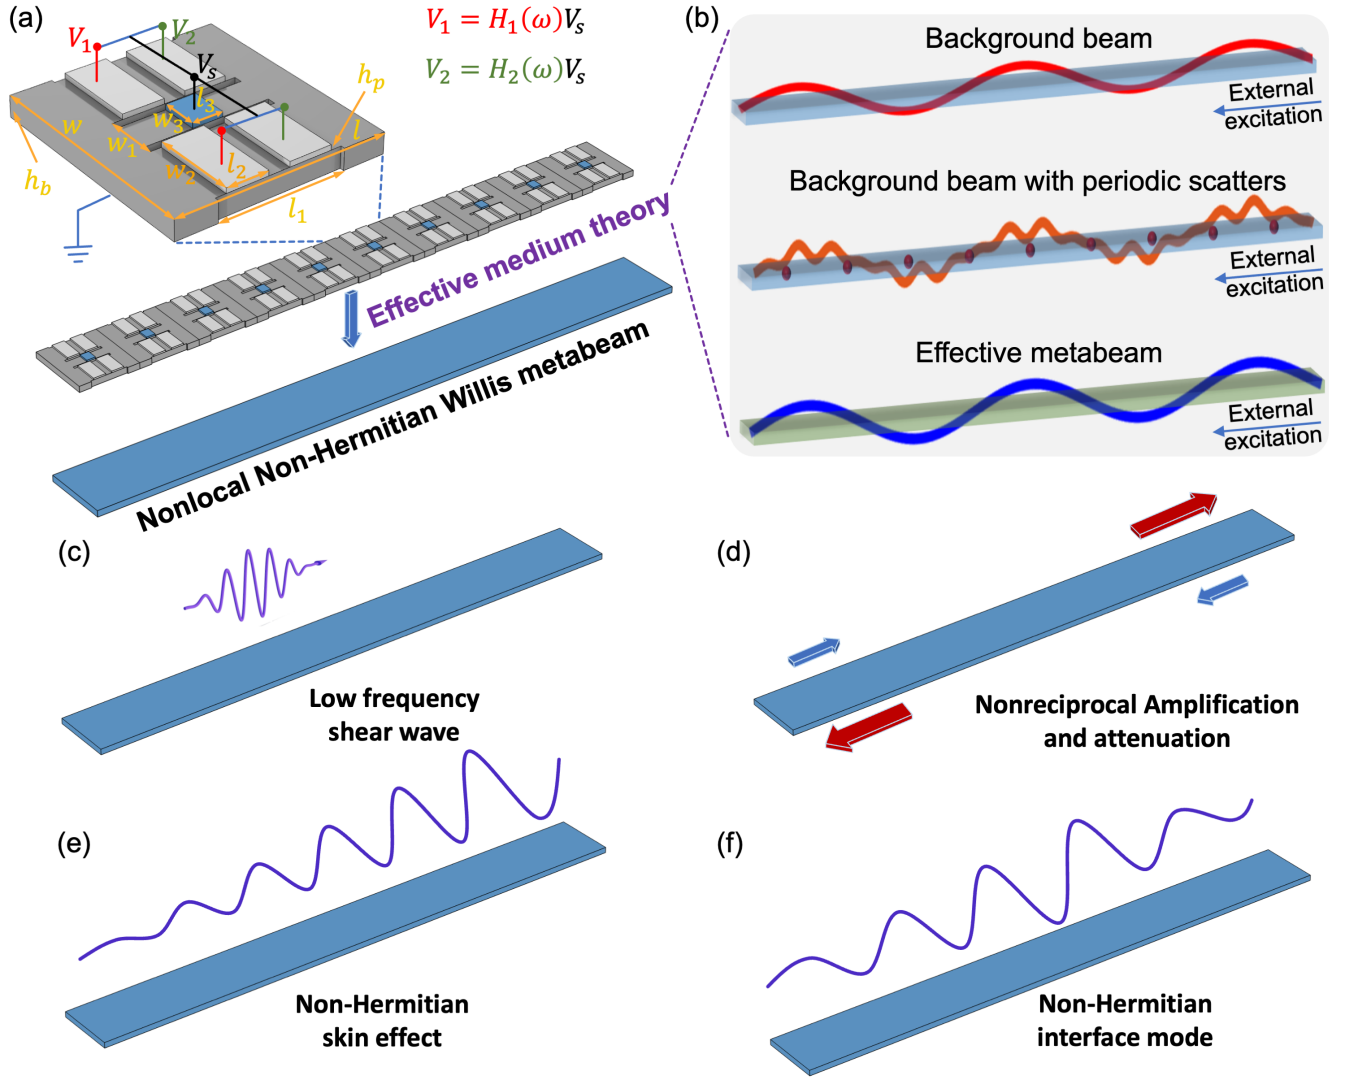 (a)
V₁ = H₁(ω)Vₛ
V₂ = H₂(ω)Vₛ
V₁
V₂
Vₛ
hₚ
l₃
w₃
w
w₁
l
w₂
l₂
h_b
l₁
Effective medium theory
Nonlocal Non-Hermitian Willis metabeam
(b)
Background beam
External
excitation
Background beam with periodic scatters
External
excitation
Effective metabeam
External
excitation
(c)
Low frequency
shear wave
(d)
Nonreciprocal Amplification
and attenuation
(e)
Non-Hermitian
skin effect
(f)
Non-Hermitian
interface mode